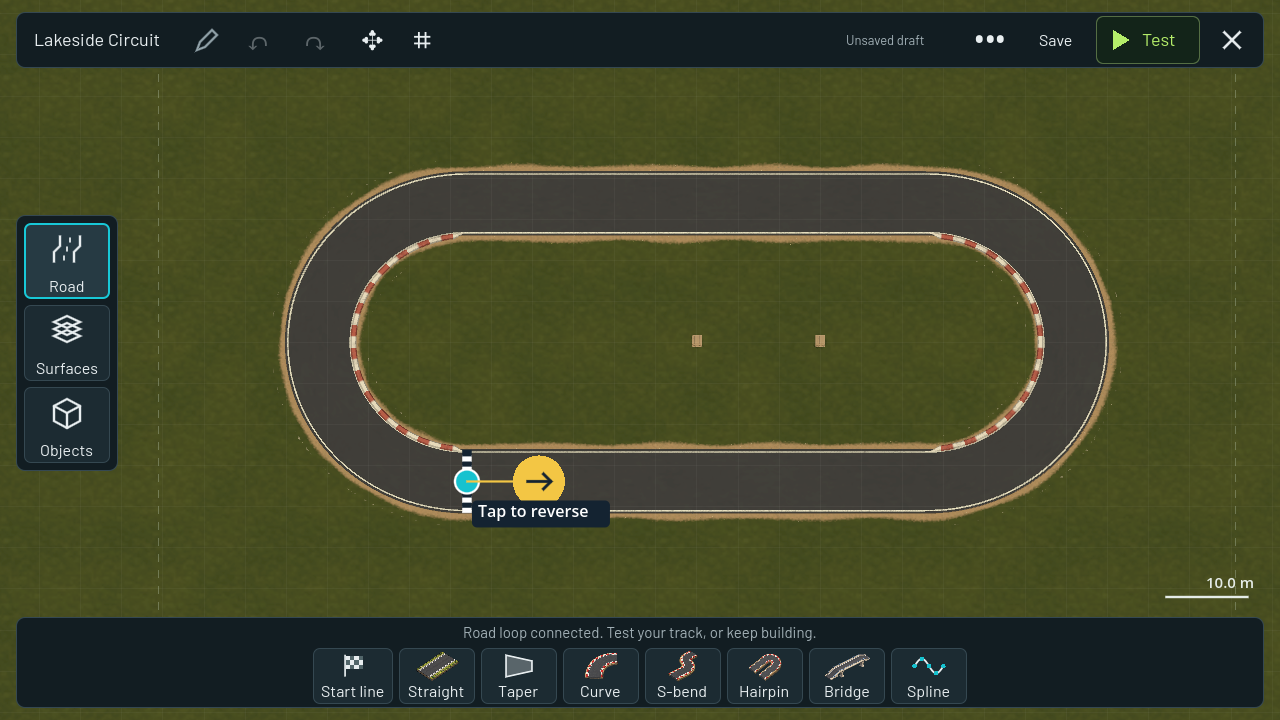 Lakeside Circuit
Unsaved draft
Save
Test
Road
Surfaces
Objects
Tap to reverse
10.0 m
Road loop connected. Test your track, or keep building.
Start line
Straight
Taper
Curve
S-bend
Hairpin
Bridge
Spline